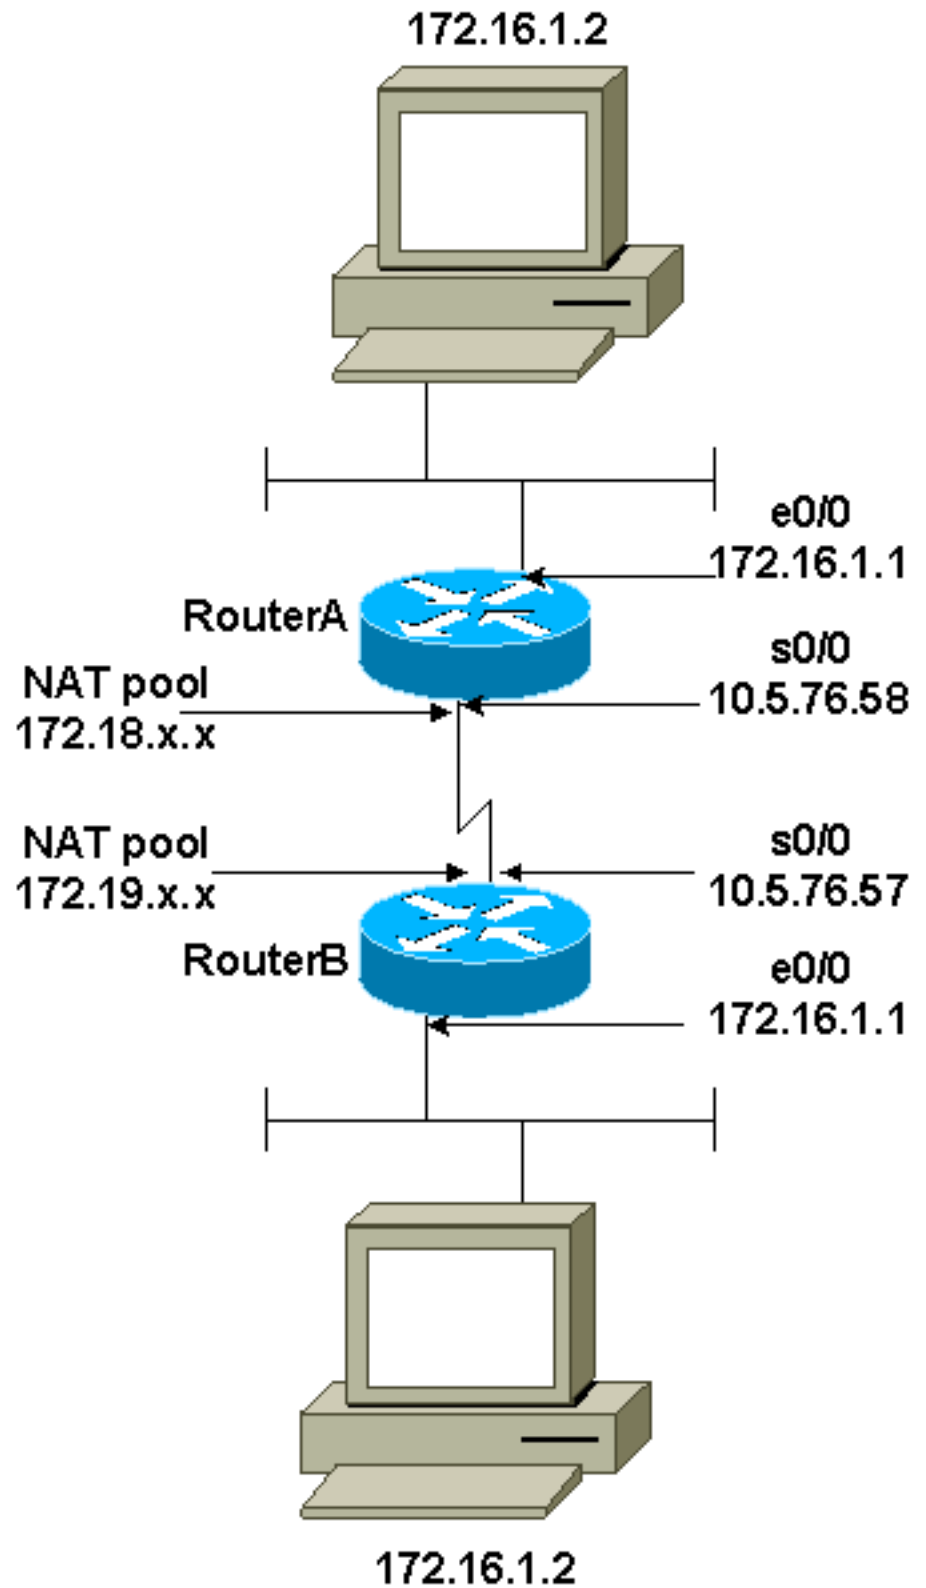 172.16.1.2
e0/0
172.16.1.1
RouterA
s0/0
10.5.76.58
NAT pool
172.18.x.x
NAT pool
172.19.x.x
s0/0
10.5.76.57
RouterB
e0/0
172.16.1.1
172.16.1.2